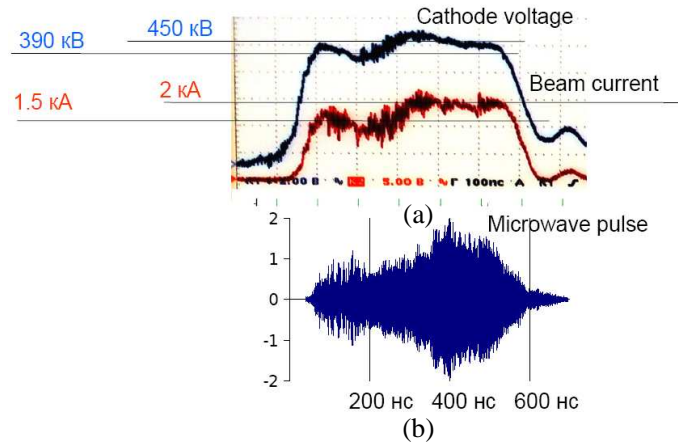 Cathode voltage
450 кВ
390 кВ
Beam current
2 кА
1.5 кА
5.00 В
100нс
A
(a)
Microwave pulse
2
1
0
-1
-2
200 нс
400 нс
600 нс
(b)